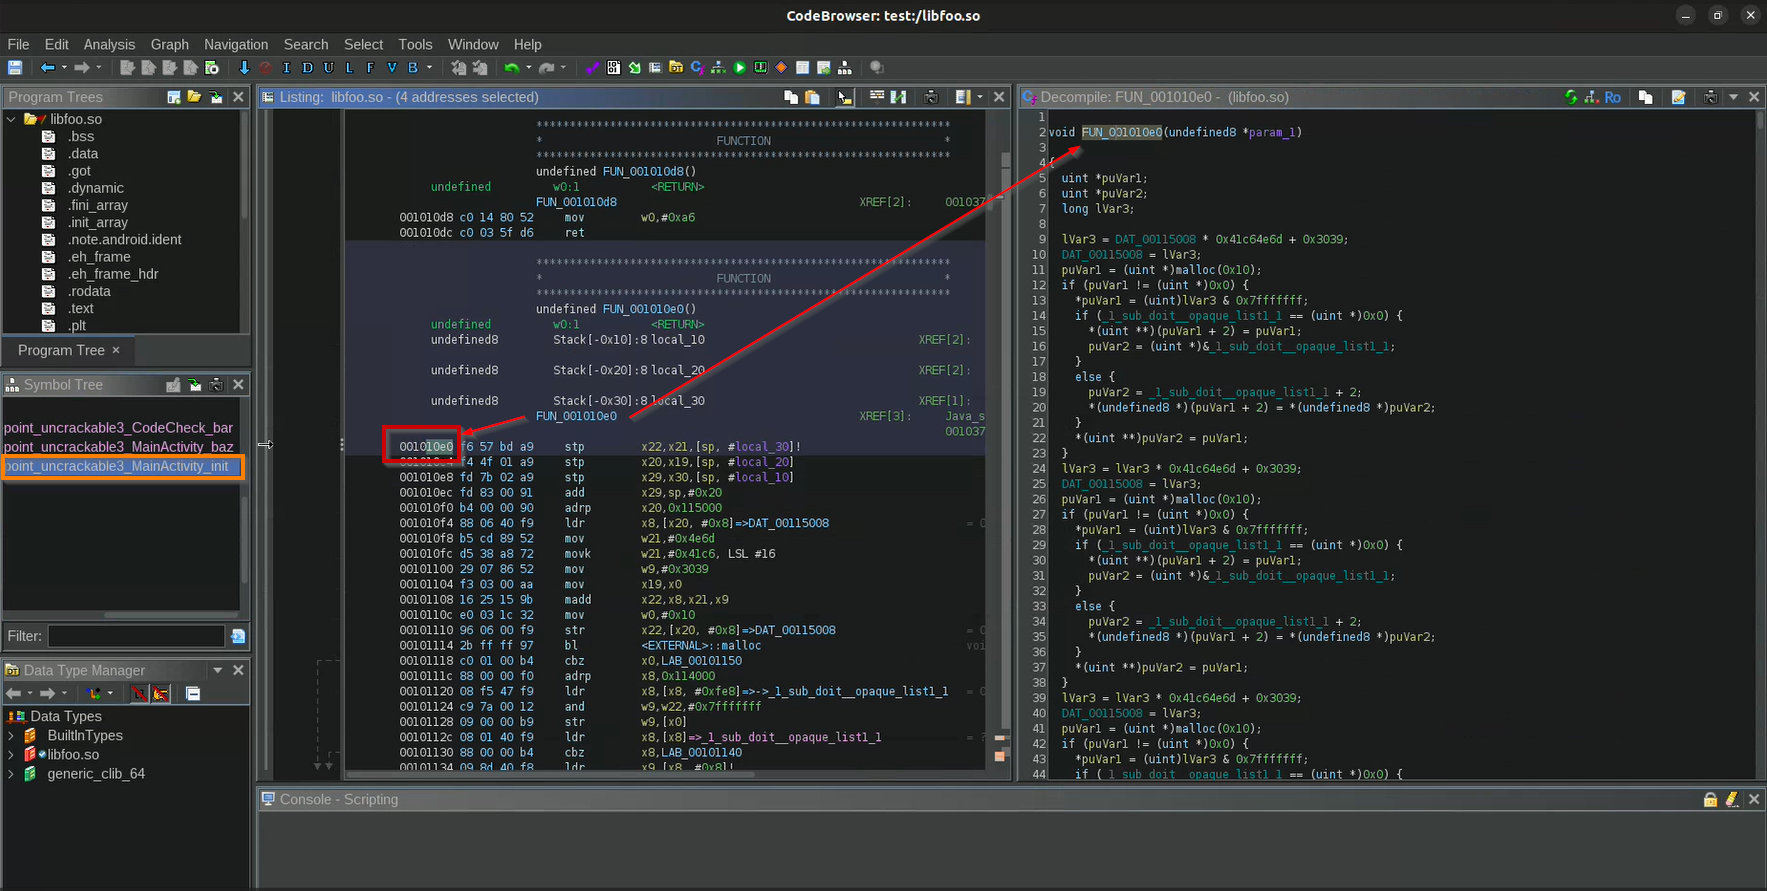 CodeBrowser: test:/libfoo.so
File Edit Analysis Graph Navigation Search Select Tools Window Help
I D U L F V B
Program Trees
libfoo.so
.bss
.data
.got
.dynamic
.fini_array
.init_array
.note.android.ident
.eh_frame
.eh_frame_hdr
.rodata
.text
.plt
Program Tree ×
Symbol Tree
point_uncrackable3_CodeCheck_bar
point_uncrackable3_MainActivity_baz
point_uncrackable3_MainActivity_init
Filter:
Data Type Manager
Data Types
BuiltInTypes
libfoo.so
generic_clib_64
Listing: libfoo.so - (4 addresses selected)
**************************************************************
* FUNCTION *
**************************************************************
undefined FUN_001010d8()
undefined w0:1 <RETURN>
FUN_001010d8 XREF[2]: 001037
001010d8 c0 14 80 52 mov w0,#0xa6
001010dc c0 03 5f d6 ret
**************************************************************
* FUNCTION *
**************************************************************
undefined FUN_001010e0()
undefined w0:1 <RETURN>
undefined8 Stack[-0x10]:8 local_10 XREF[2]:
undefined8 Stack[-0x20]:8 local_20 XREF[2]:
undefined8 Stack[-0x30]:8 local_30 XREF[1]:
FUN_001010e0 XREF[3]: Java_s
001037
001010e0 f6 57 bd a9 stp x22,x21,[sp, #local_30]!
001010e4 f4 4f 01 a9 stp x20,x19,[sp, #local_20]
001010e8 fd 7b 02 a9 stp x29,x30,[sp, #local_10]
001010ec fd 83 00 91 add x29,sp,#0x20
001010f0 b4 00 00 90 adrp x20,0x115000
001010f4 88 06 40 f9 ldr x8,[x20, #0x8]=>DAT_00115008 = 0
001010f8 b5 cd 89 52 mov w21,#0x4e6d
001010fc d5 38 a8 72 movk w21,#0x41c6, LSL #16
00101100 29 07 86 52 mov w9,#0x3039
00101104 f3 03 00 aa mov x19,x0
00101108 16 25 15 9b madd x22,x8,x21,x9
0010110c e0 03 1c 32 mov w0,#0x10
00101110 96 06 00 f9 str x22,[x20, #0x8]=>DAT_00115008 = 0
00101114 2b ff ff 97 bl <EXTERNAL>::malloc voi
00101118 c0 01 00 b4 cbz x0,LAB_00101150
0010111c 88 00 00 f0 adrp x8,0x114000
00101120 08 f5 47 f9 ldr x8,[x8, #0xfe8]=>->_1_sub_doit__opaque_list1_1 = 0
00101124 c9 7a 00 12 and w9,w22,#0x7fffffff
00101128 09 00 00 b9 str w9,[x0]
0010112c 08 01 40 f9 ldr x8,[x8]=>_1_sub_doit__opaque_list1_1 = ?
00101130 88 00 00 b4 cbz x8,LAB_00101140
00101134 09 8d 40 f8 ldr x9,[x8, #0x8]!
Decompile: FUN_001010e0 - (libfoo.so)
Ro
1
2 void FUN_001010e0(undefined8 *param_1)
3
4 {
5 uint *puVar1;
6 uint *puVar2;
7 long lVar3;
8
9 lVar3 = DAT_00115008 * 0x41c64e6d + 0x3039;
10 DAT_00115008 = lVar3;
11 puVar1 = (uint *)malloc(0x10);
12 if (puVar1 != (uint *)0x0) {
13 *puVar1 = (uint)lVar3 & 0x7fffffff;
14 if (_1_sub_doit__opaque_list1_1 == (uint *)0x0) {
15 *(uint **)(puVar1 + 2) = puVar1;
16 puVar2 = (uint *)&_1_sub_doit__opaque_list1_1;
17 }
18 else {
19 puVar2 = _1_sub_doit__opaque_list1_1 + 2;
20 *(undefined8 *)(puVar1 + 2) = *(undefined8 *)puVar2;
21 }
22 *(uint **)puVar2 = puVar1;
23 }
24 lVar3 = lVar3 * 0x41c64e6d + 0x3039;
25 DAT_00115008 = lVar3;
26 puVar1 = (uint *)malloc(0x10);
27 if (puVar1 != (uint *)0x0) {
28 *puVar1 = (uint)lVar3 & 0x7fffffff;
29 if (_1_sub_doit__opaque_list1_1 == (uint *)0x0) {
30 *(uint **)(puVar1 + 2) = puVar1;
31 puVar2 = (uint *)&_1_sub_doit__opaque_list1_1;
32 }
33 else {
34 puVar2 = _1_sub_doit__opaque_list1_1 + 2;
35 *(undefined8 *)(puVar1 + 2) = *(undefined8 *)puVar2;
36 }
37 *(uint **)puVar2 = puVar1;
38 }
39 lVar3 = lVar3 * 0x41c64e6d + 0x3039;
40 DAT_00115008 = lVar3;
41 puVar1 = (uint *)malloc(0x10);
42 if (puVar1 != (uint *)0x0) {
43 *puVar1 = (uint)lVar3 & 0x7fffffff;
44 if (_1_sub_doit__opaque_list1_1 == (uint *)0x0) {
Console - Scripting